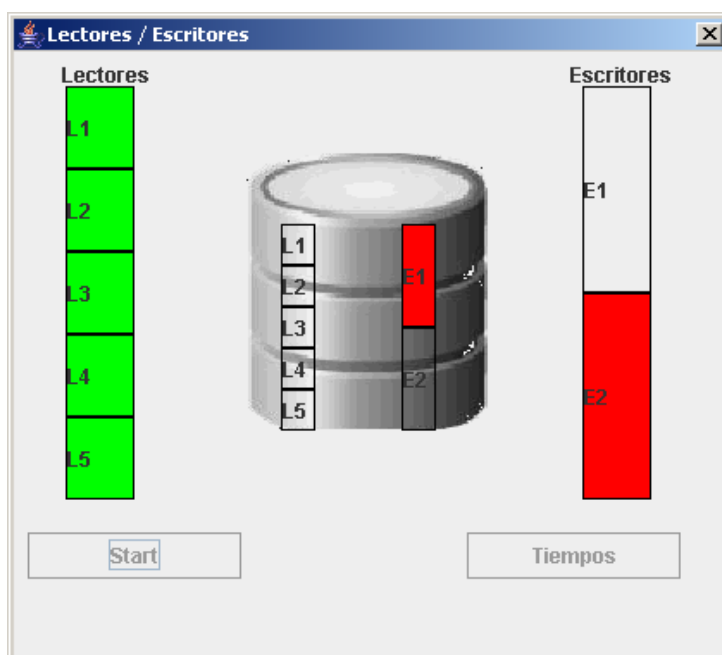 Lectores / Escritores
Lectores
Escritores
L1
L2
L3
L4
L5
L1
L2
L3
L4
L5
E1
E2
E1
E2
Start
Tiempos